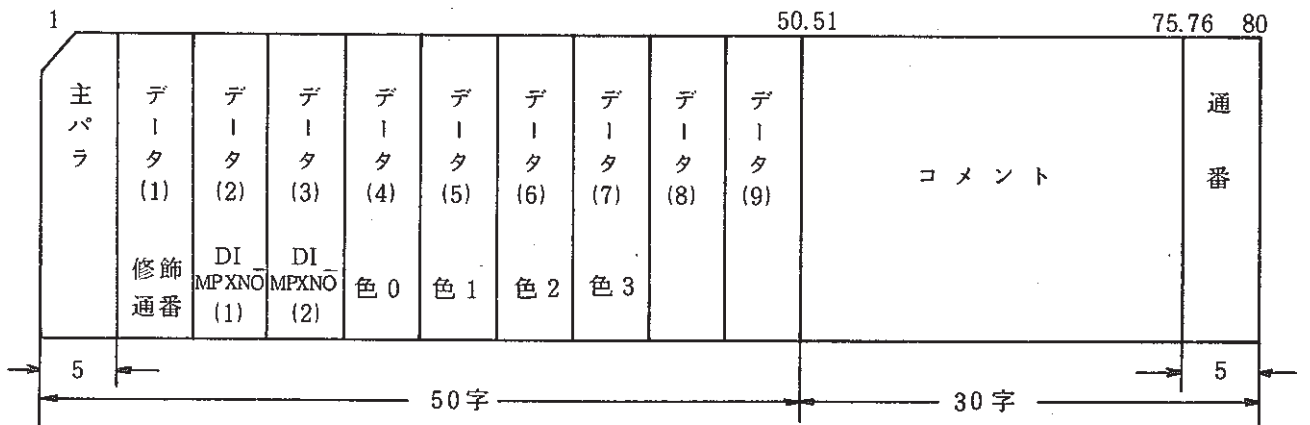 1 50.51 75.76 80
主パラ
データ(1)
修飾通番
データ(2)
DI MPXNŌ (1)
データ(3)
DI MPXNŌ (2)
データ(4)
色0
データ(5)
色1
データ(6)
色2
データ(7)
色3
データ(8)
データ(9)
コメント
通番
5 5
50字 30字